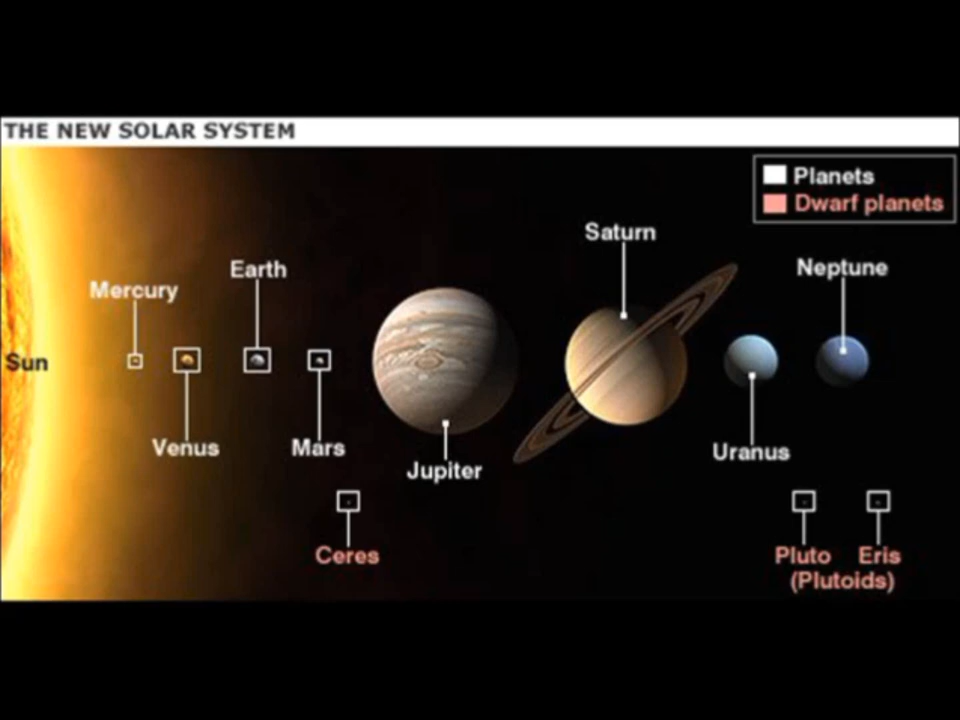 THE NEW SOLAR SYSTEM
Planets
Dwarf planets
Saturn
Earth
Neptune
Mercury
Sun
Venus
Mars
Uranus
Jupiter
Ceres
Pluto Eris
(Plutoids)